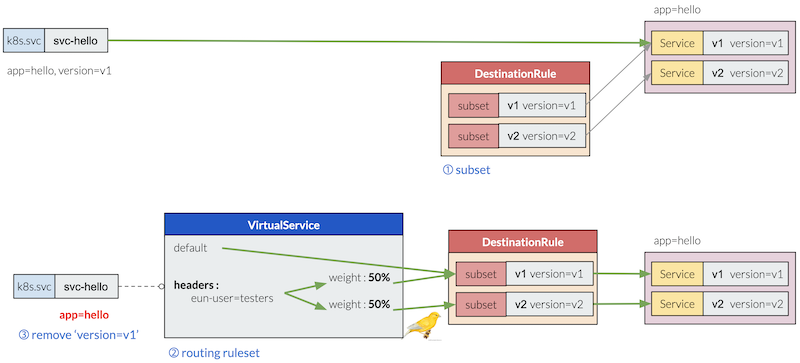 app=hello
k8s.svc svc-hello
Service v1 version=v1
app=hello, version=v1
DestinationRule
Service v2 version=v2
subset v1 version=v1
subset v2 version=v2
① subset
VirtualService
default
DestinationRule
app=hello
headers :
eun-user=testers
weight : 50%
subset v1 version=v1
Service v1 version=v1
k8s.svc svc-hello
weight : 50%
subset v2 version=v2
Service v2 version=v2
app=hello
③ remove ‘version=v1’
② routing ruleset